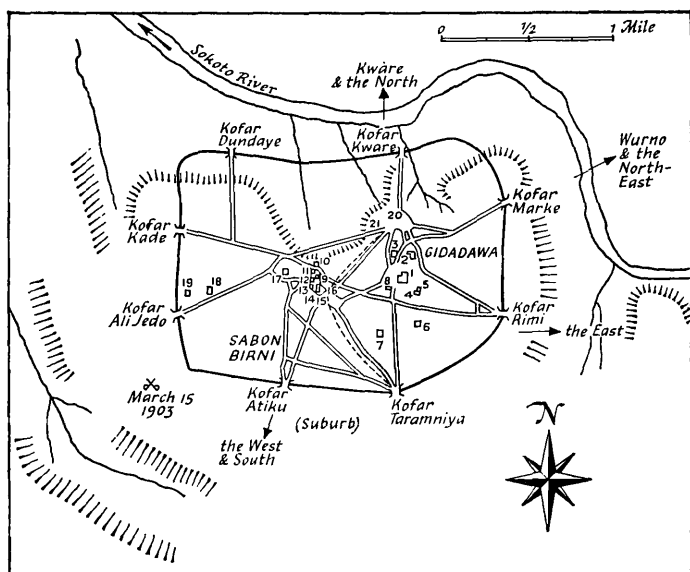 0 1/2 1 Mile
Sokoto River
Kwàre
& the North
Kofar
Kware
Kofar
Dundaye
Wurno
& the
North-
East
Kofar
Marke
20
21
Kofar
Kade
GIDADAWA
3
2
1
8
4
5
10
11
9
12
17
13
16
14
15
19
18
Kofar
Ali Jedo
Kofar
Rimi
the East
6
7
SABON
BIRNI
March 15
1903
Kofar
Atiku
(Suburb)
Kofar
Taramniya
the West
& South
N